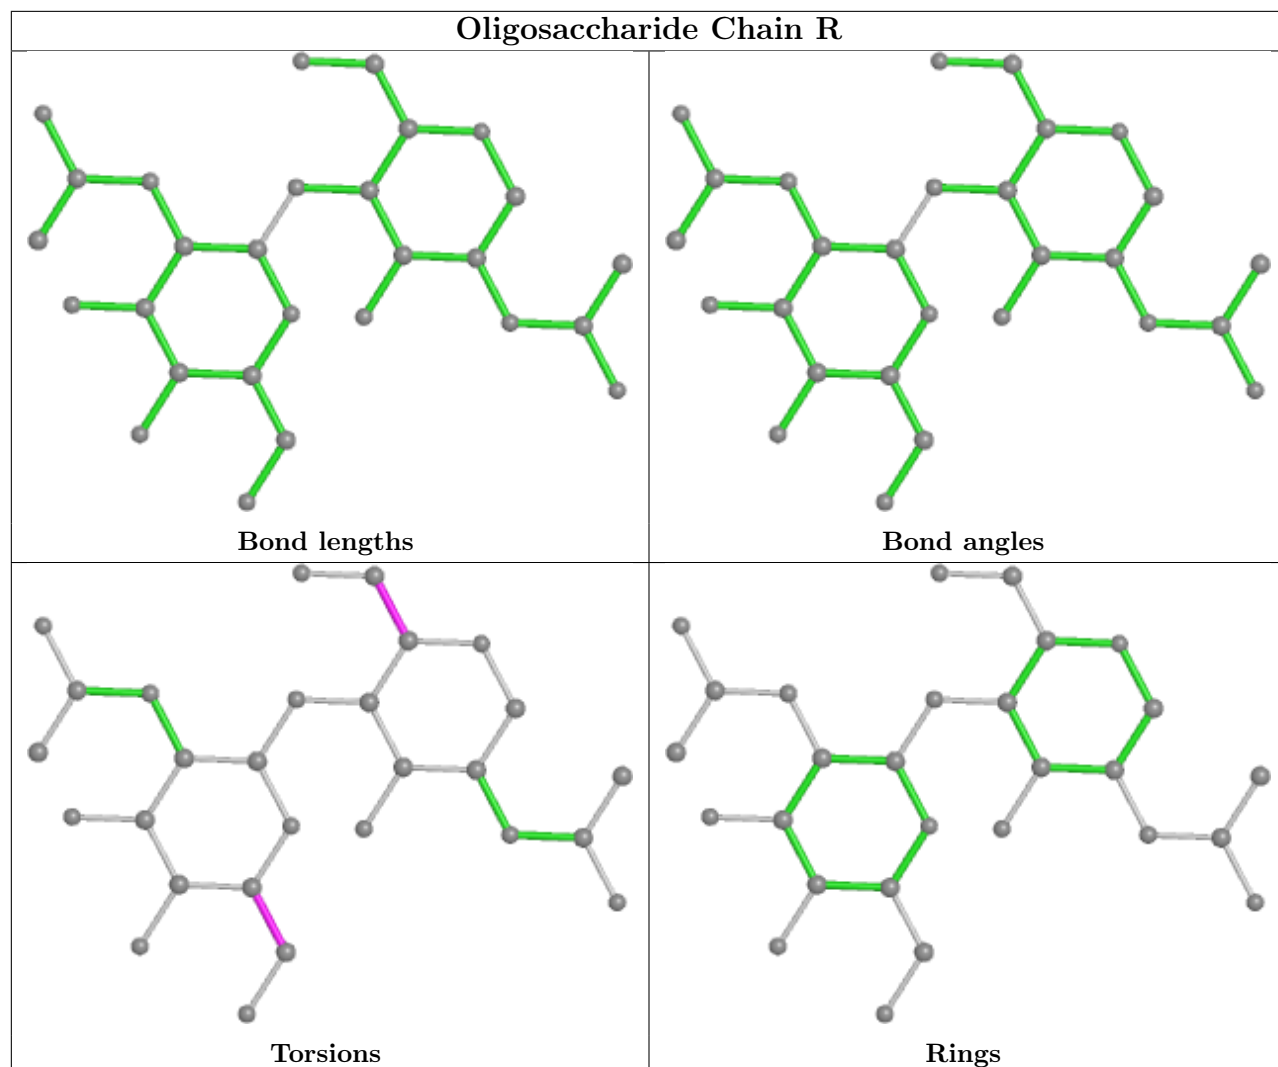 Oligosaccharide Chain R
Bond lengths
Bond angles
Torsions
Rings